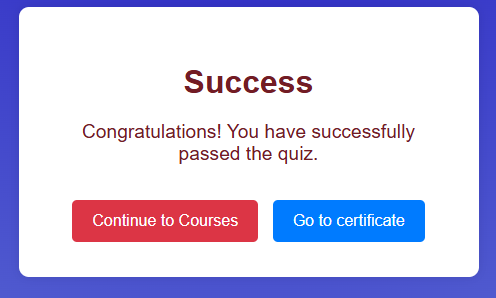 Success
Congratulations! You have successfully
passed the quiz.
Continue to Courses
Go to certificate